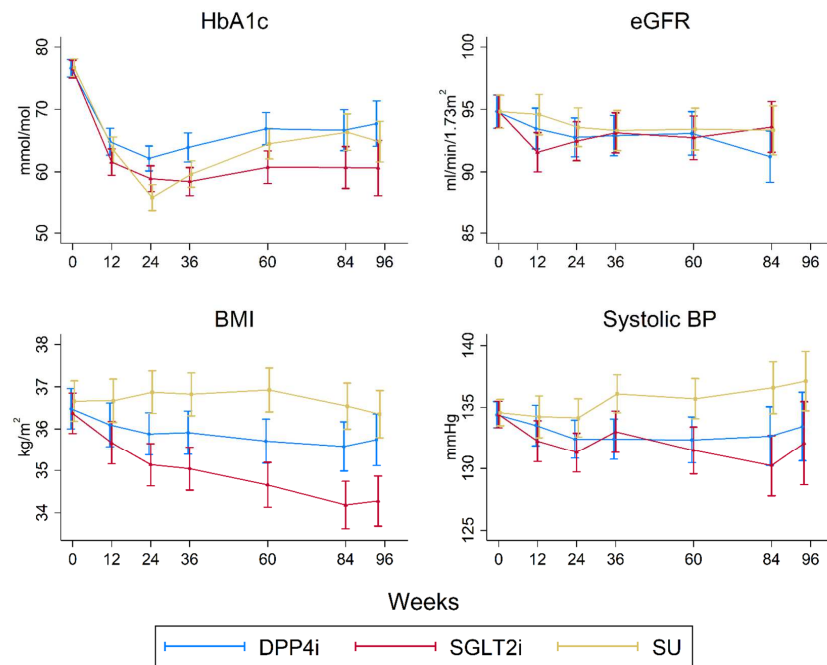 HbA1c
eGFR
mmol/mol
80
70
60
50
0 12 24 36 60 84 96
ml/min/1.73m²
100
95
90
85
0 12 24 36 60 84 96
BMI
Systolic BP
kg/m²
38
37
36
35
34
0 12 24 36 60 84 96
mmHg
140
135
130
125
0 12 24 36 60 84 96
Weeks
DPP4i SGLT2i SU